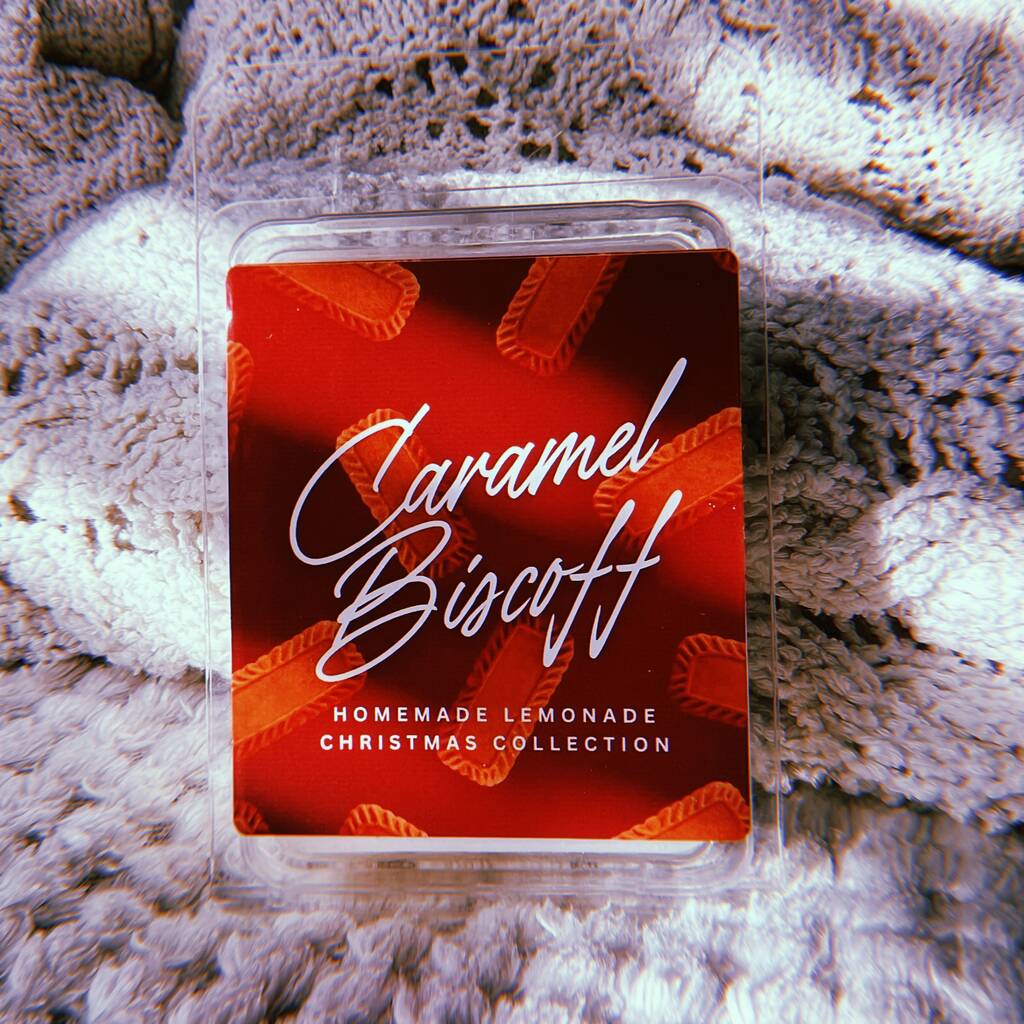 Caramel
Biscoff
HOMEMADE LEMONADE
CHRISTMAS COLLECTION